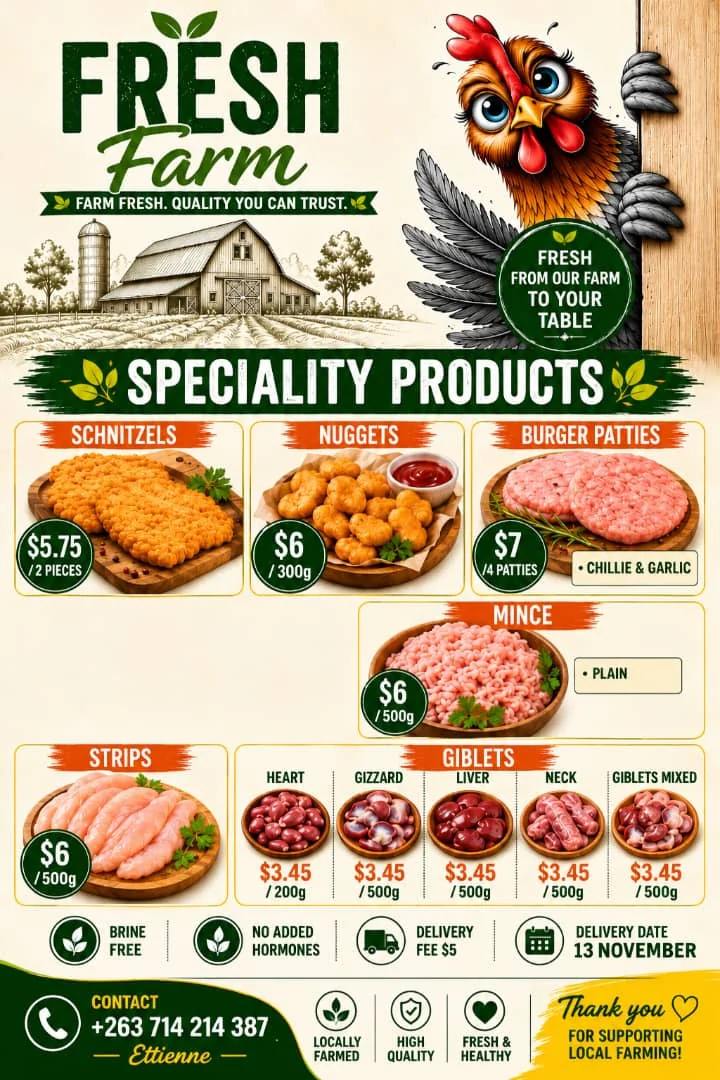 FRESH
Farm
FARM FRESH. QUALITY YOU CAN TRUST.
FRESH
FROM OUR FARM
TO YOUR
TABLE
SPECIALITY PRODUCTS
SCHNITZELS
$5.75
/ 2 PIECES
NUGGETS
$6
/ 300g
BURGER PATTIES
$7
/4 PATTIES
• CHILLIE & GARLIC
MINCE
$6
/ 500g
• PLAIN
STRIPS
$6
/ 500g
GIBLETS
HEART
$3.45
/ 200g
GIZZARD
$3.45
/ 500g
LIVER
$3.45
/ 500g
NECK
$3.45
/ 500g
GIBLETS MIXED
$3.45
/ 500g
BRINE
FREE
NO ADDED
HORMONES
DELIVERY
FEE $5
DELIVERY DATE
13 NOVEMBER
CONTACT
+263 714 214 387
Ettienne
LOCALLY
FARMED
HIGH
QUALITY
FRESH &
HEALTHY
Thank you
FOR SUPPORTING
LOCAL FARMING!